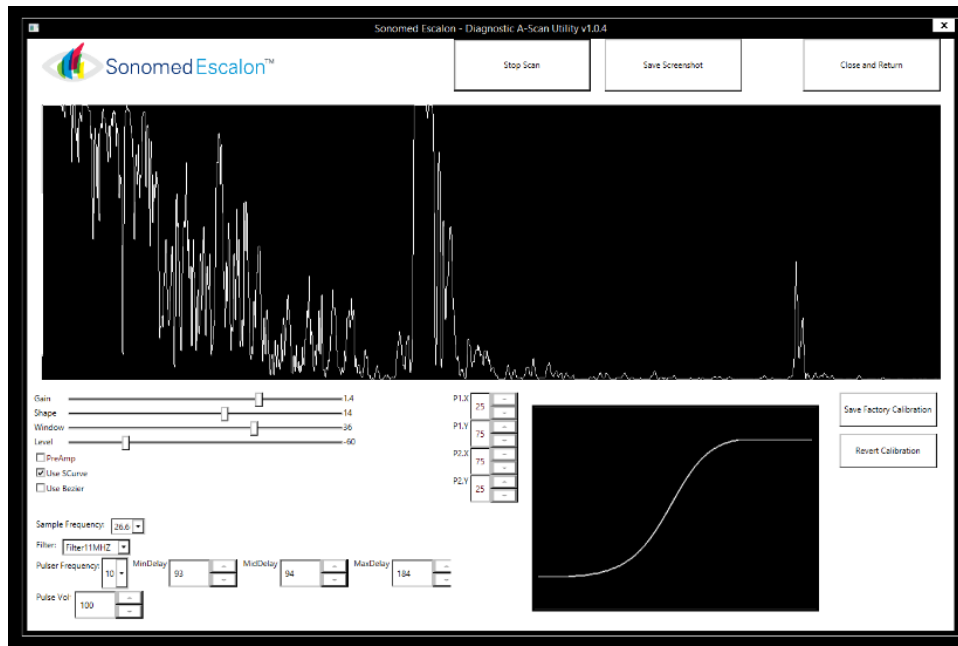 Sonomed Escalon - Diagnostic A-Scan Utility v1.0.4
x
Sonomed Escalon™
Stop Scan
Save Screenshot
Close and Return
Gain 1.4
Shape 14
Window 36
Level -60
PreAmp
Use SCurve
Use Bezier
P1.X 25
P1.Y 75
P2.X 75
P2.Y 25
Save Factory Calibration
Revert Calibration
Sample Frequency: 26.6
Filter: Filter11MHZ
Pulser Frequency: 10 MinDelay 93 MidDelay 94 MaxDelay 184
Pulse Vol: 100